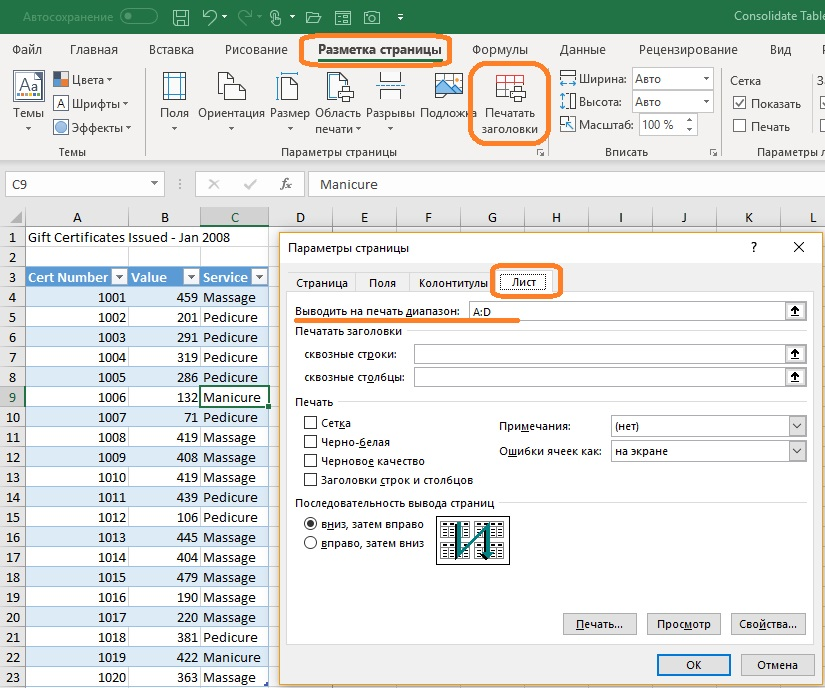 Автосохранение
Consolidate Table
Файл Главная Вставка Рисование Разметка страницы Формулы Данные Рецензирование Вид
Темы
Цвета
Шрифты
Эффекты
Темы
Поля
Ориентация
Размер
Область печати
Разрывы
Подложка
Печатать заголовки
Параметры страницы
Ширина: Авто
Высота: Авто
Масштаб: 100 %
Вписать
Сетка
Показать
Печать
Параметры л
C9
fx
Manicure
A B C D E F G H I J K L
1 Gift Certificates Issued - Jan 2008
2
3 Cert Number Value Service
4 1001 459 Massage
5 1002 201 Pedicure
6 1003 291 Pedicure
7 1004 319 Pedicure
8 1005 286 Pedicure
9 1006 132 Manicure
10 1007 71 Pedicure
11 1008 419 Massage
12 1009 408 Massage
13 1010 419 Massage
14 1011 439 Pedicure
15 1012 106 Pedicure
16 1013 445 Massage
17 1014 404 Massage
18 1015 479 Massage
19 1016 190 Massage
20 1017 220 Massage
21 1018 381 Pedicure
22 1019 422 Manicure
23 1020 363 Massage
Параметры страницы
?
Страница Поля Колонтитулы Лист
Выводить на печать диапазон: A:D
Печатать заголовки
сквозные строки:
сквозные столбцы:
Печать
Сетка
Черно-белая
Черновое качество
Заголовки строк и столбцов
Примечания: (нет)
Ошибки ячеек как: на экране
Последовательность вывода страниц
вниз, затем вправо
вправо, затем вниз
Печать... Просмотр Свойства...
ОК Отмена